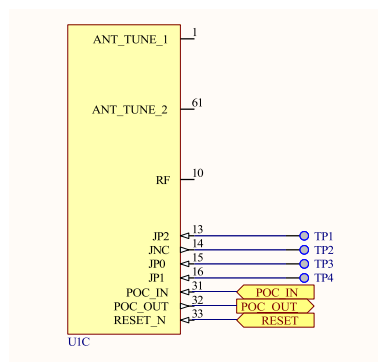 ANT_TUNE_1 1
ANT_TUNE_2 61
RF 10
JP2 13 TP1
JNC 14 TP2
JP0 15 TP3
JP1 16 TP4
POC_IN 31 POC_IN
POC_OUT 32 POC_OUT
RESET_N 33 RESET
U1C